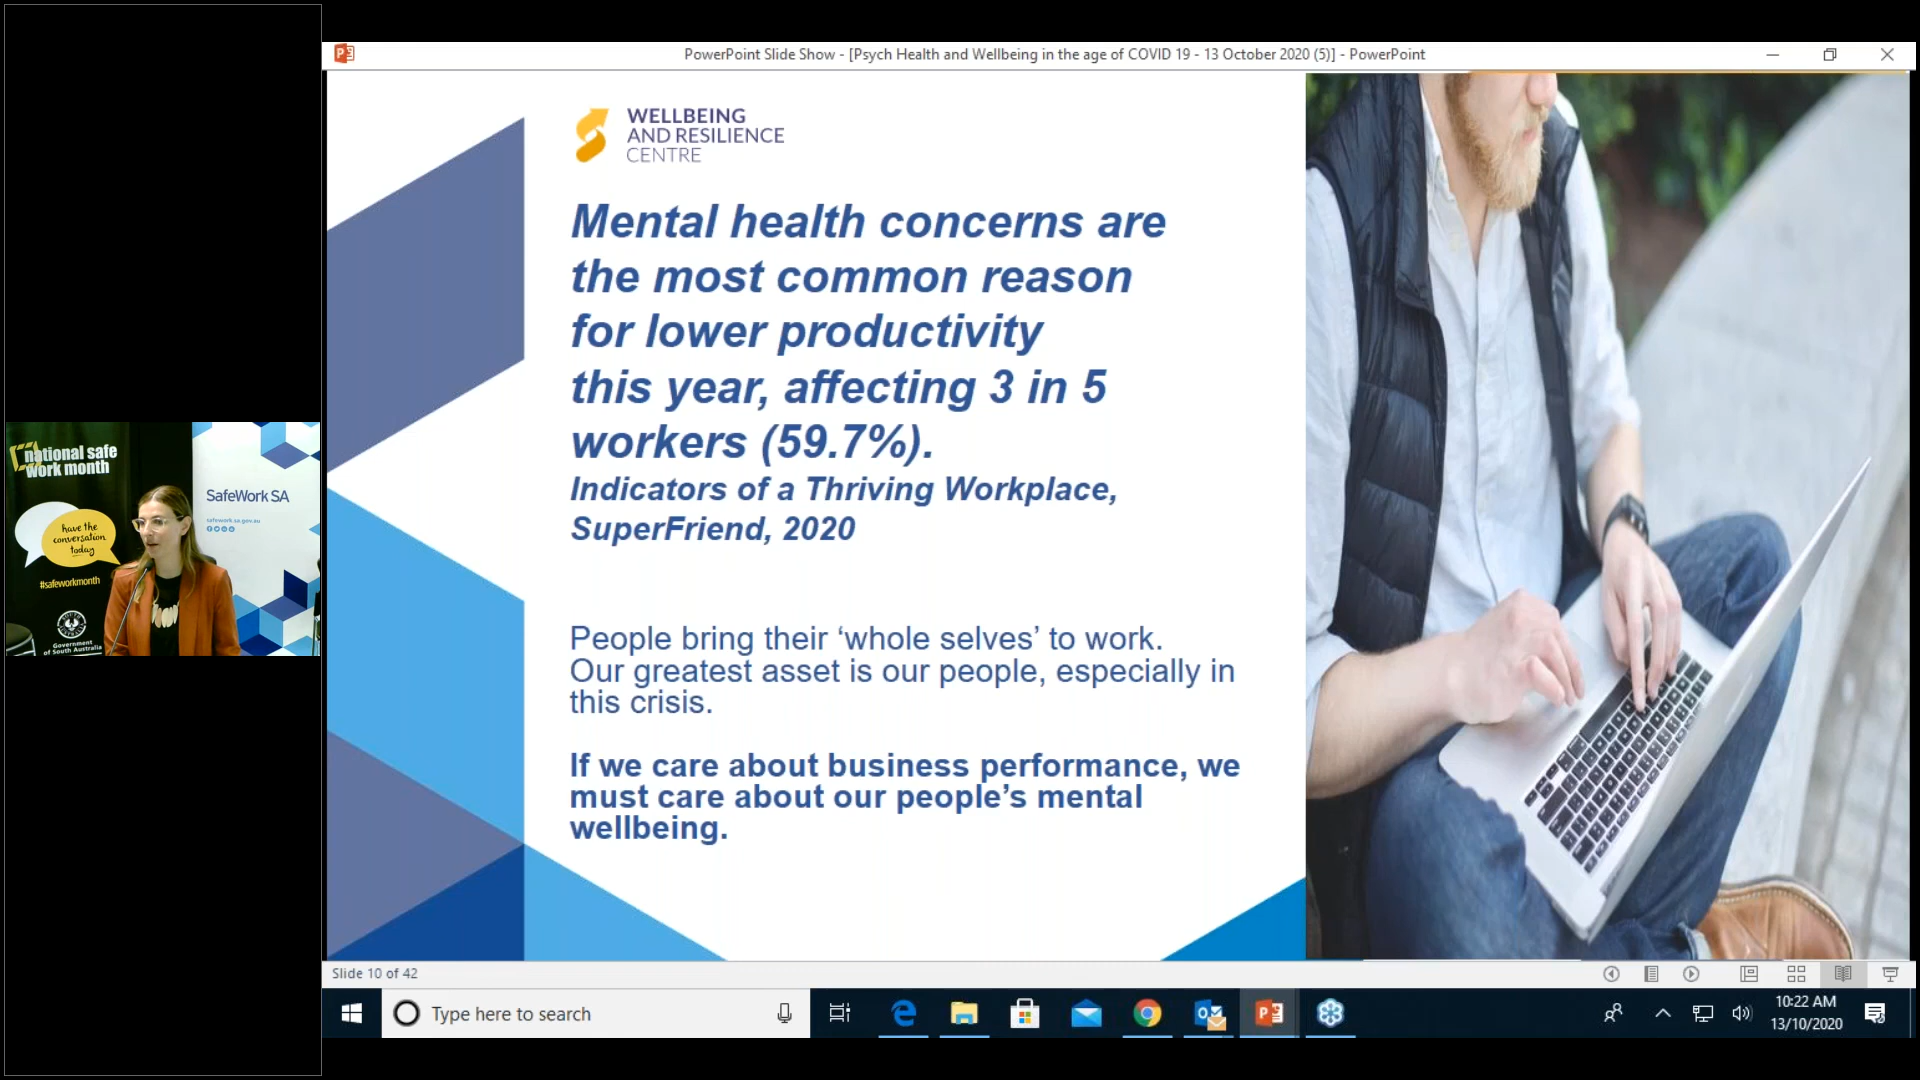 PowerPoint Slide Show - [Psych Health and Wellbeing in the age of COVID 19 - 13 October 2020 (5)] - PowerPoint
WELLBEING
AND RESILIENCE
CENTRE
Mental health concerns are
the most common reason
for lower productivity
this year, affecting 3 in 5
workers (59.7%).
Indicators of a Thriving Workplace,
SuperFriend, 2020
People bring their ‘whole selves’ to work.
Our greatest asset is our people, especially in
this crisis.
If we care about business performance, we
must care about our people’s mental
wellbeing.
national safe
work month
have the
conversation
today
#safeworkmonth
Government
of South Australia
SafeWork SA
safework.sa.gov.au
Slide 10 of 42
Type here to search
10:22 AM
13/10/2020